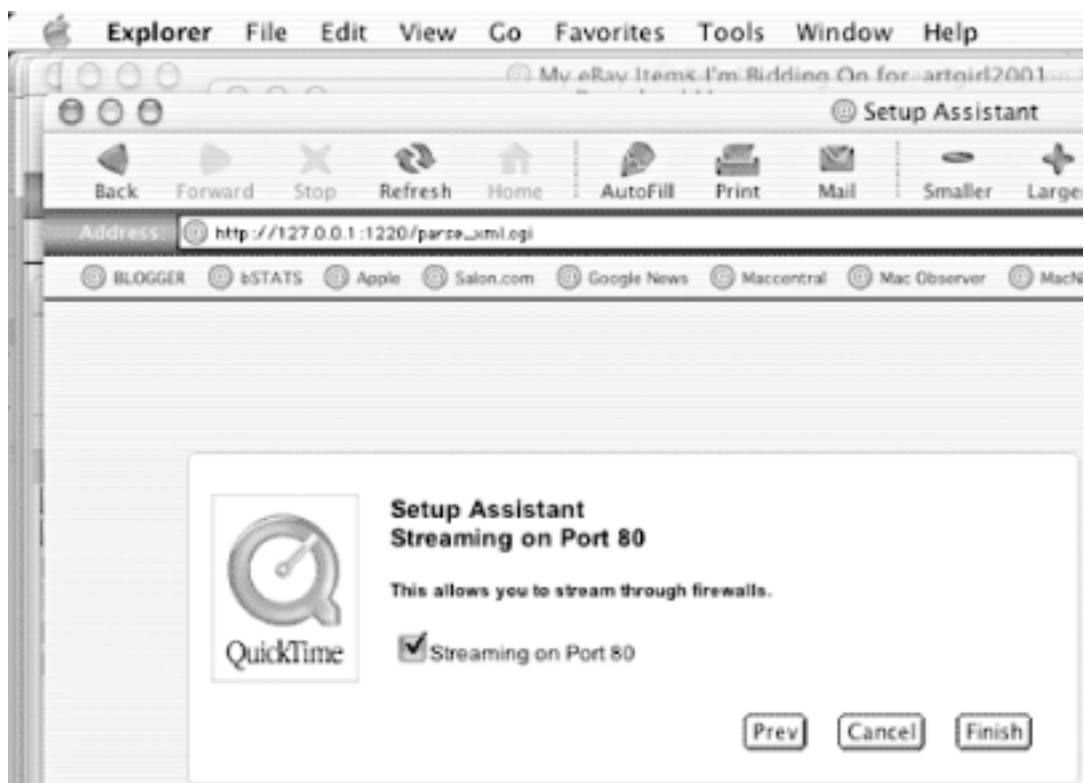 Explorer File Edit View Go Favorites Tools Window Help
My eBay Items I'm Bidding On for artgirl2001
Setup Assistant
Back Forward Stop Refresh Home AutoFill Print Mail Smaller Large
Address http://127.0.0.1:1220/parse_xml.cgi
BLOGGER bSTATS Apple Salon.com Google News Maccentral Mac Observer MacN
Setup Assistant
Streaming on Port 80
This allows you to stream through firewalls.
Streaming on Port 80
QuickTime
Prev Cancel Finish